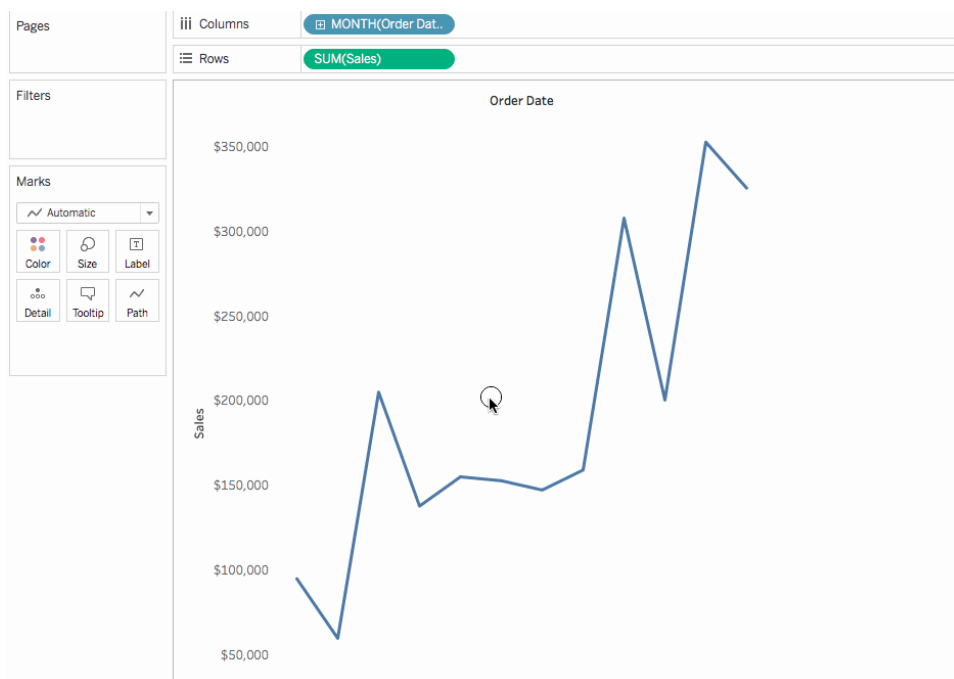 Pages
iii Columns
MONTH(Order Dat..
Rows
SUM(Sales)
Filters
Order Date
Marks
Automatic
Color
Size
T
Label
Detail
Tooltip
Path
Sales
$350,000
$300,000
$250,000
$200,000
$150,000
$100,000
$50,000